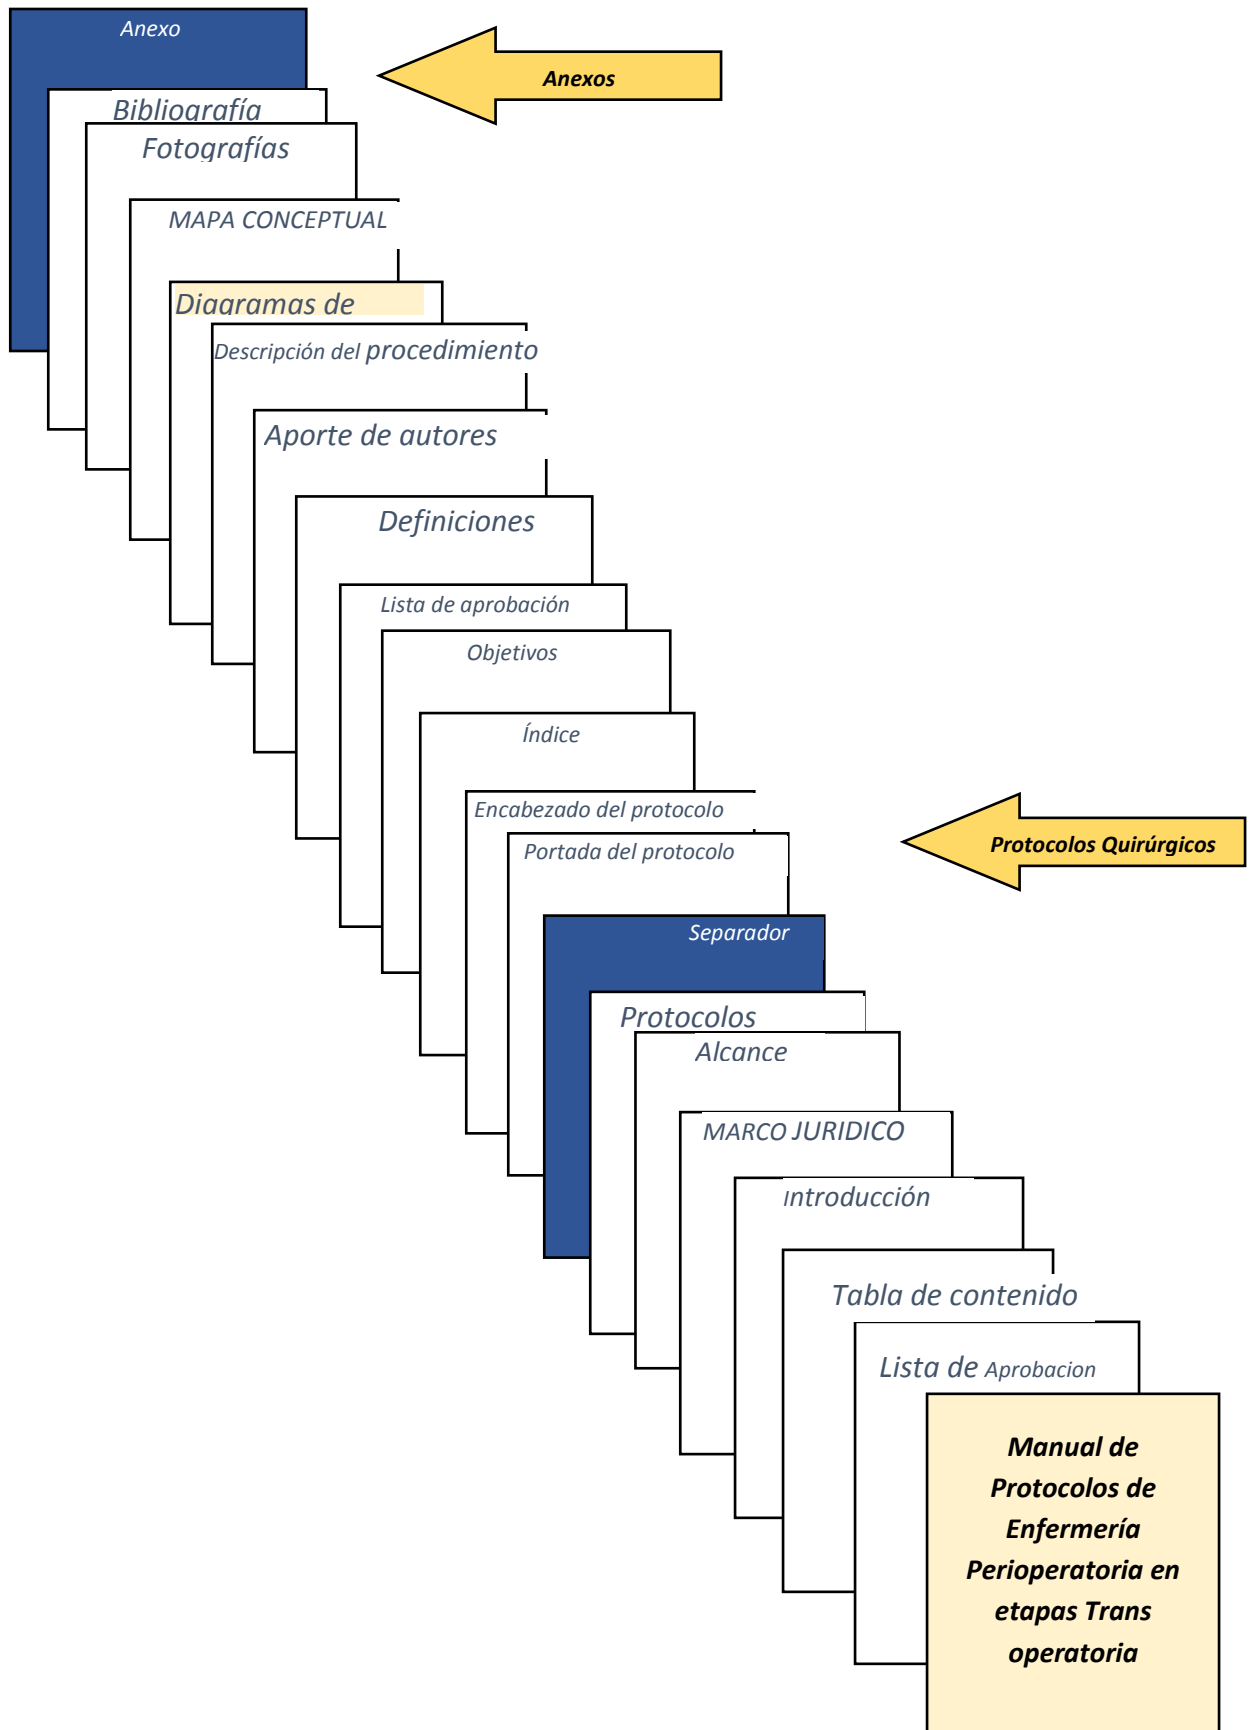 Anexo
Anexos
Bibliografía
Fotografías
MAPA CONCEPTUAL
Diagramas de
Descripción del procedimiento
Aporte de autores
Definiciones
Lista de aprobación
Objetivos
Índice
Encabezado del protocolo
Protocolos Quirúrgicos
Portada del protocolo
Separador
Protocolos
Alcance
MARCO JURIDICO
Introducción
Tabla de contenido
Lista de Aprobacion
Manual de
Protocolos de
Enfermería
Perioperatoria en
etapas Trans
operatoria